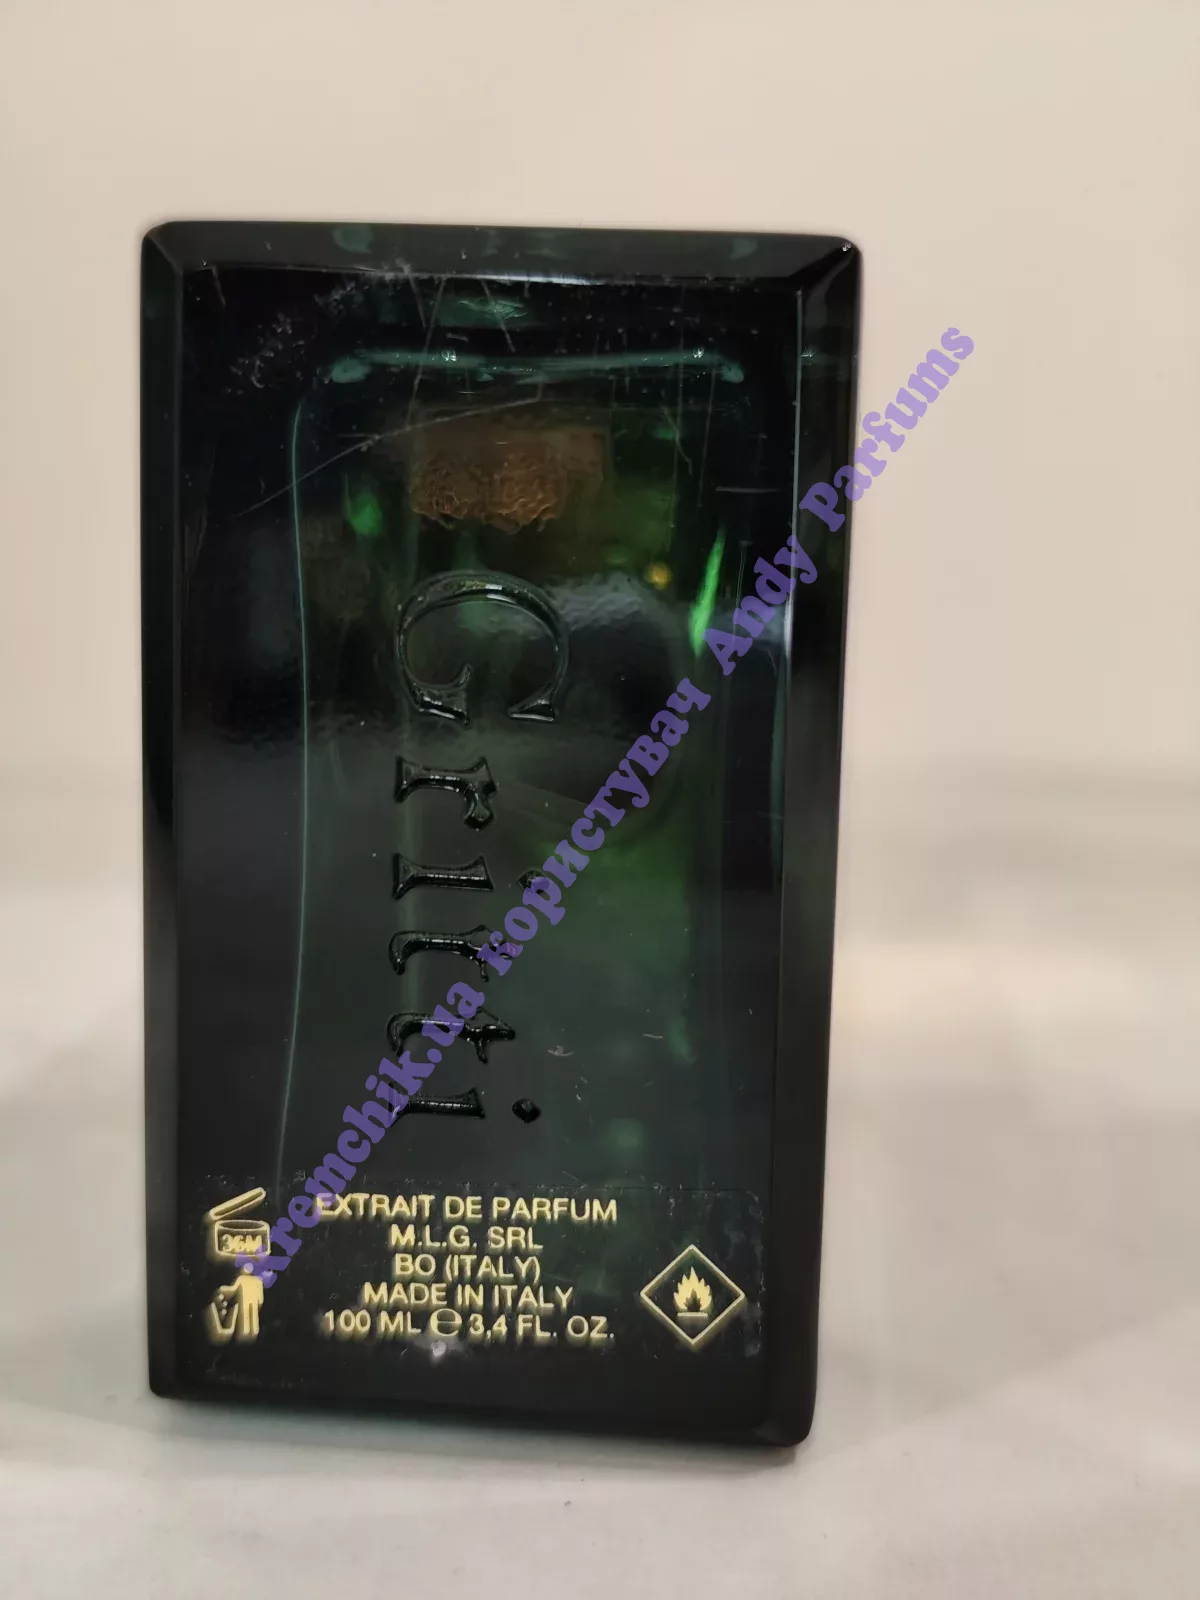 Gritti
36M
EXTRAIT DE PARFUM
M.L.G. SRL
BO (ITALY)
MADE IN ITALY
100 ML ℮ 3,4 FL. OZ.
kremchik.ua користувач Andy Parfums